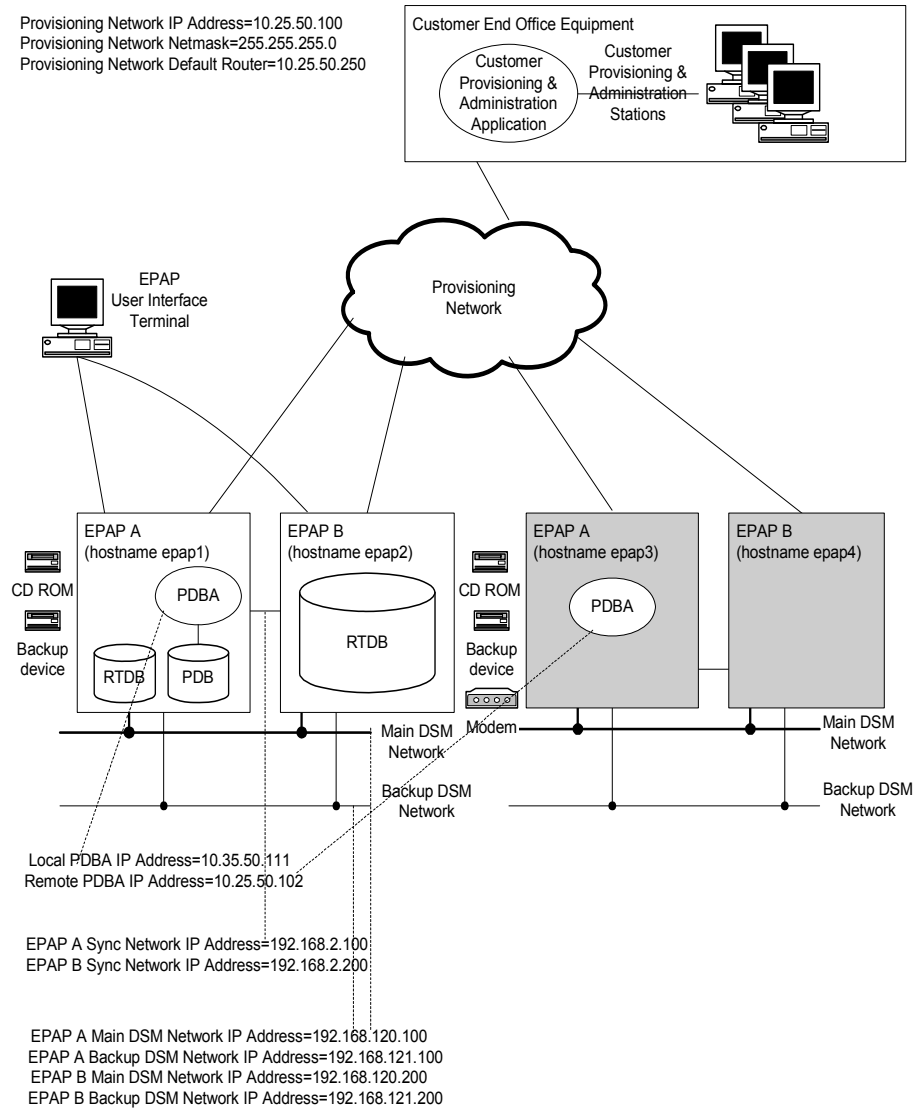 Provisioning Network IP Address=10.25.50.100
Provisioning Network Netmask=255.255.255.0
Provisioning Network Default Router=10.25.50.250
Customer End Office Equipment
Customer
Provisioning &
Administration
Application
Customer
Provisioning &
Administration
Stations
EPAP
User Interface
Terminal
Provisioning
Network
EPAP A
(hostname epap1)
PDBA
RTDB
PDB
CD ROM
Backup
device
EPAP B
(hostname epap2)
RTDB
EPAP A
(hostname epap3)
PDBA
CD ROM
Backup
device
Modem
EPAP B
(hostname epap4)
Main DSM
Network
Backup DSM
Network
Main DSM
Network
Backup DSM
Network
Local PDBA IP Address=10.35.50.111
Remote PDBA IP Address=10.25.50.102
EPAP A Sync Network IP Address=192.168.2.100
EPAP B Sync Network IP Address=192.168.2.200
EPAP A Main DSM Network IP Address=192.168.120.100
EPAP A Backup DSM Network IP Address=192.168.121.100
EPAP B Main DSM Network IP Address=192.168.120.200
EPAP B Backup DSM Network IP Address=192.168.121.200